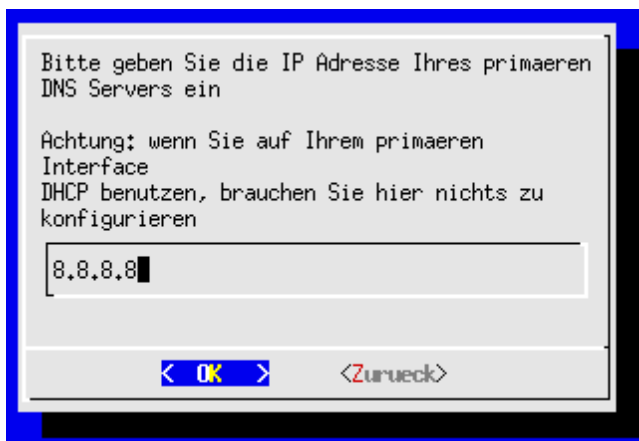 Bitte geben Sie die IP Adresse Ihres primaeren
DNS Servers ein
Achtung: wenn Sie auf Ihrem primaeren
Interface
DHCP benutzen, brauchen Sie hier nichts zu
konfigurieren
8.8.8.8
< OK > <Zurueck>